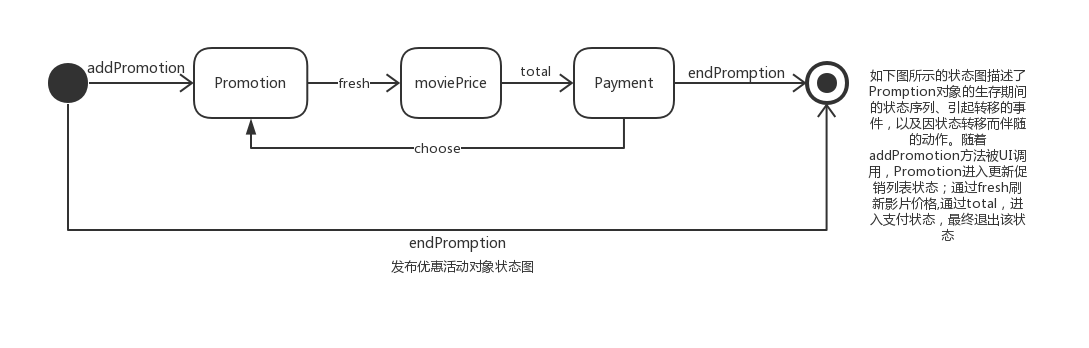 addPromotion
Promotion
fresh
moviePrice
total
Payment
endPromption
choose
endPromption
发布优惠活动对象状态图
如下图所示的状态图描述了
Promption对象的生存期间
的状态序列、引起转移的事
件，以及因状态转移而伴随
的动作。随着
addPromotion方法被UI调
用，Promotion进入更新促
销列表状态；通过fresh刷
新影片价格,通过total，进
入支付状态，最终退出该状
态